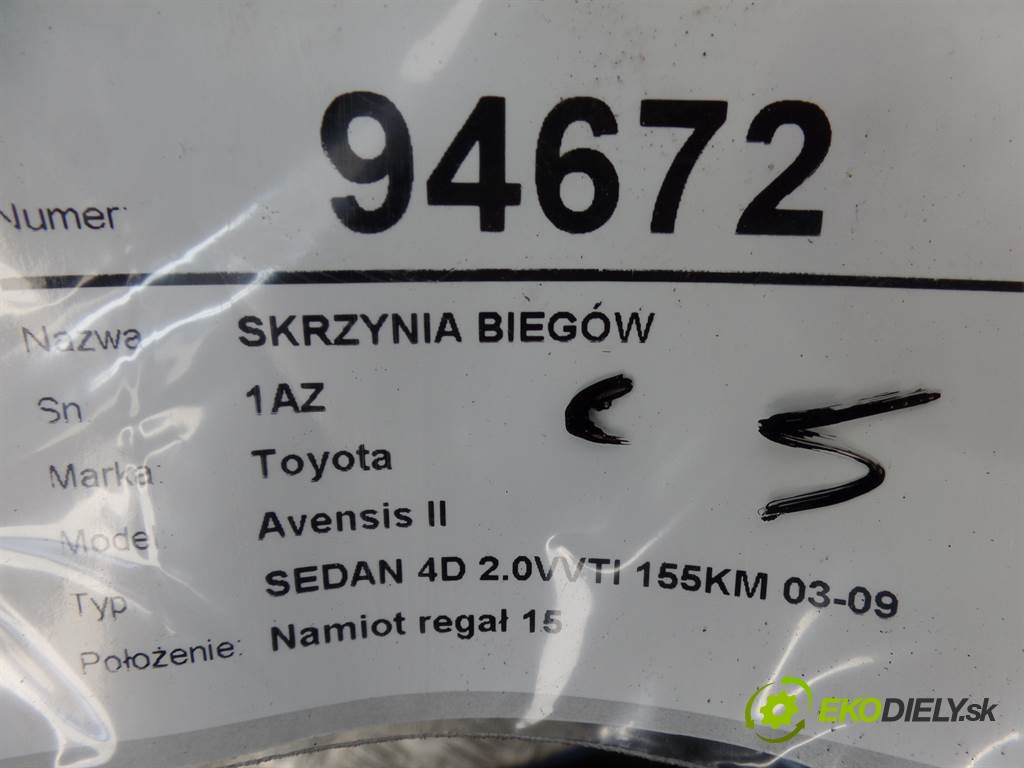 Numer: 94672
Nazwa SKRZYNIA BIEGÓW
Sn 1AZ
Marka: Toyota
Model Avensis II
Typ SEDAN 4D 2.0VVTI 155KM 03-09
Położenie: Namiot regał 15
c 5
EKODIELY.sk